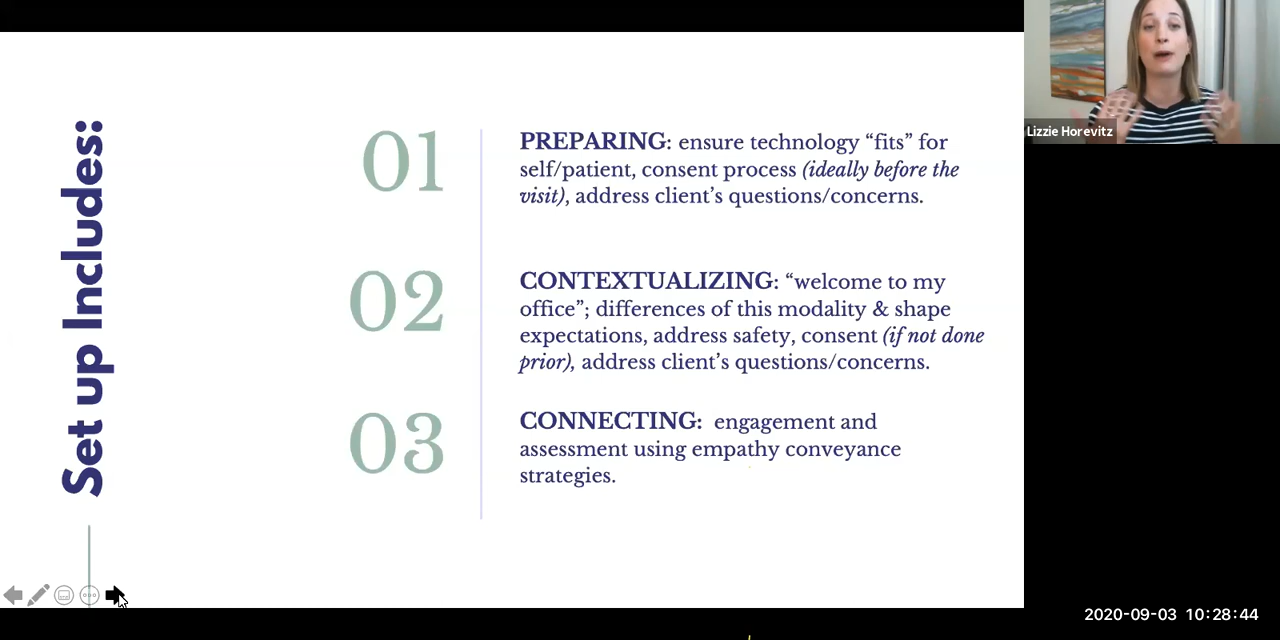 Set up Includes:
01
PREPARING: ensure technology “fits” for
self/patient, consent process (ideally before the
visit), address client’s questions/concerns.
02
CONTEXTUALIZING: “welcome to my
office”; differences of this modality & shape
expectations, address safety, consent (if not done
prior), address client’s questions/concerns.
03
CONNECTING: engagement and
assessment using empathy conveyance
strategies.
Lizzie Horevitz
2020-09-03 10:28:44